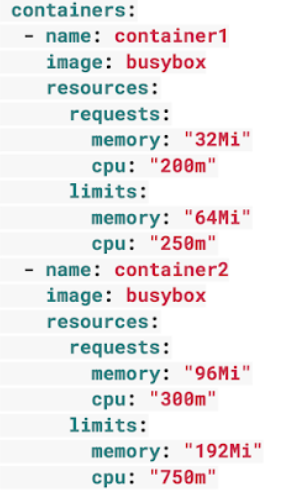 containers:
  - name: container1
    image: busybox
    resources:
      requests:
        memory: "32Mi"
        cpu: "200m"
      limits:
        memory: "64Mi"
        cpu: "250m"
  - name: container2
    image: busybox
    resources:
      requests:
        memory: "96Mi"
        cpu: "300m"
      limits:
        memory: "192Mi"
        cpu: "750m"